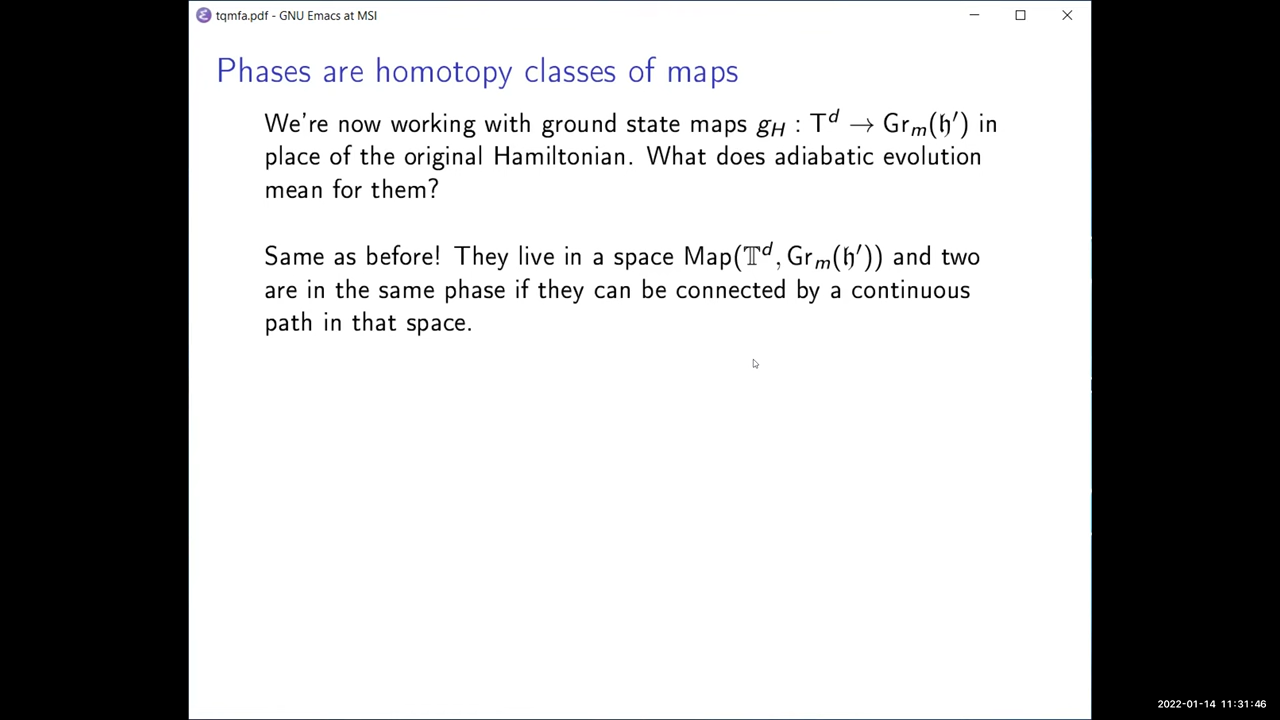 tqmfa.pdf - GNU Emacs at MSI
Phases are homotopy classes of maps
We're now working with ground state maps g_H : T^d → Gr_m(𝔥′) in
place of the original Hamiltonian. What does adiabatic evolution
mean for them?
Same as before! They live in a space Map(𝕋^d, Gr_m(𝔥′)) and two
are in the same phase if they can be connected by a continuous
path in that space.
2022-01-14 11:31:46